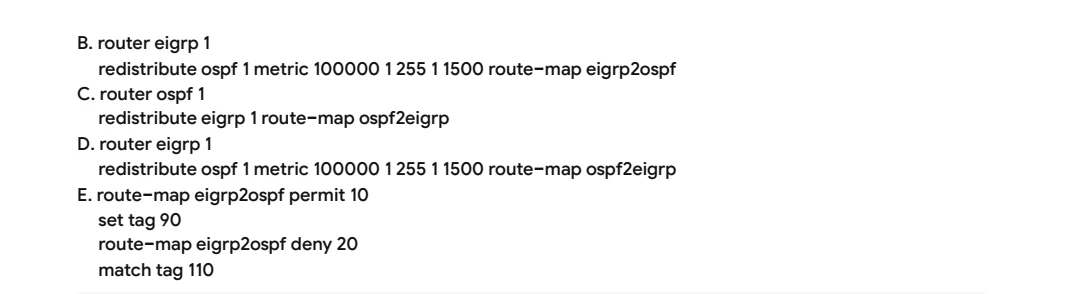 B. router eigrp 1
redistribute ospf 1 metric 100000 1 255 1 1500 route-map eigrp2ospf
C. router ospf 1
redistribute eigrp 1 route-map ospf2eigrp
D. router eigrp 1
redistribute ospf 1 metric 100000 1 255 1 1500 route-map ospf2eigrp
E. route-map eigrp2ospf permit 10
set tag 90
route-map eigrp2ospf deny 20
match tag 110